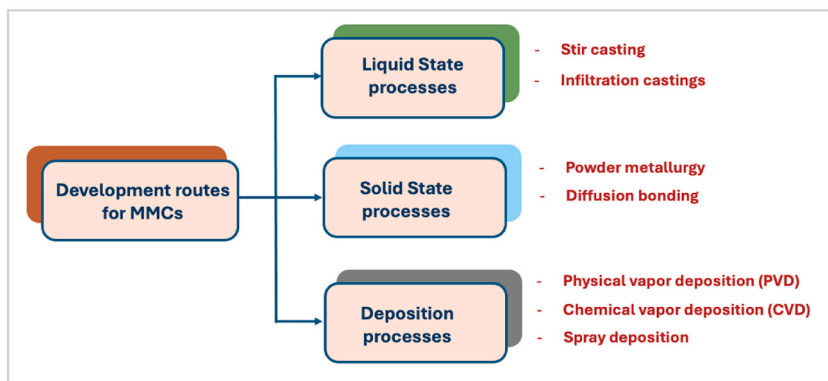 Development routes
for MMCs
Liquid State
processes
- Stir casting
- Infiltration castings
Solid State
processes
- Powder metallurgy
- Diffusion bonding
Deposition
processes
- Physical vapor deposition (PVD)
- Chemical vapor deposition (CVD)
- Spray deposition